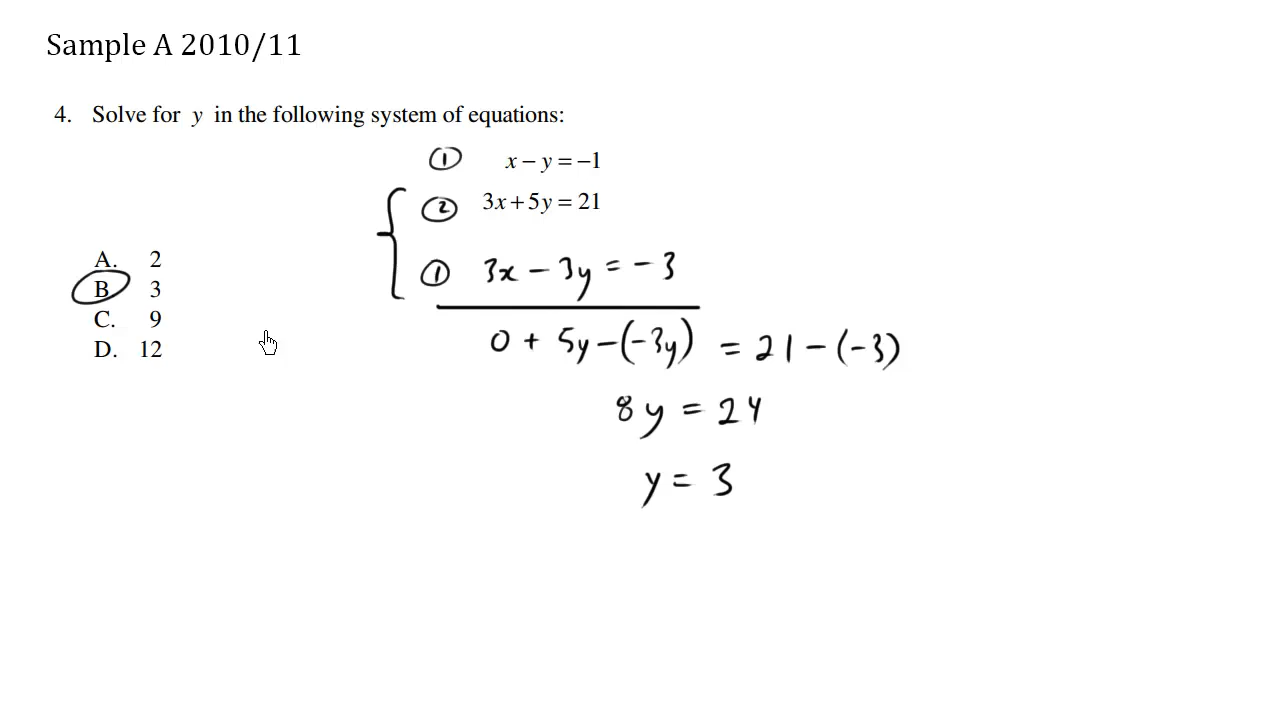 Sample A 2010/11
4. Solve for y in the following system of equations:
① x − y = −1
② 3x + 5y = 21
① 3x − 3y = −3
0 + 5y − (−3y) = 21 − (−3)
8y = 24
y = 3
A. 2
B. 3
C. 9
D. 12